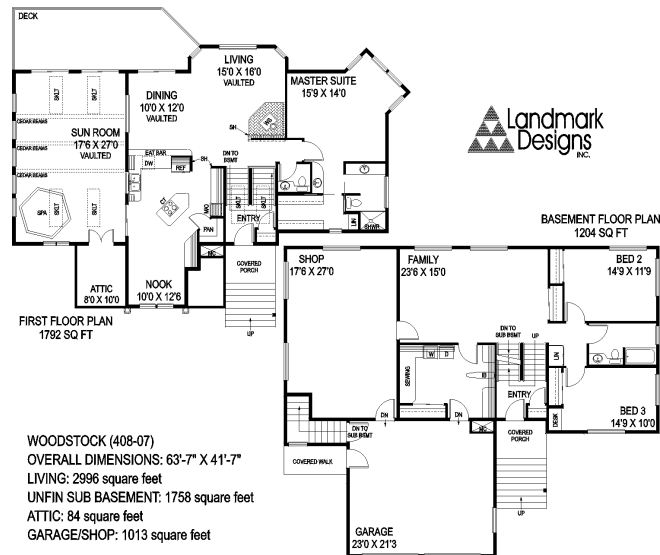 DECK
LIVING
15'0 X 16'0
VAULTED
MASTER SUITE
15'9 X 14'0
DINING
10'0 X 12'0
VAULTED
SKLT
SKLT
CEDAR BEAMS
SUN ROOM
17'6 X 27'0
VAULTED
CEDAR BEAMS
CEDAR BEAMS
SH
EAT BAR
DW
REF
SH
DN TO
BSMT
SPA
SKLT
SKLT
SKLT
SKLT
M/O
PAN
ENTRY
LIN
SHWR
ATTIC
8'0 X 10'0
NOOK
10'0 X 12'6
COVERED
PORCH
UP
FIRST FLOOR PLAN
1792 SQ FT
Landmark
Designs
INC.
BASEMENT FLOOR PLAN
1204 SQ FT
SHOP
17'6 X 27'0
FAMILY
23'6 X 15'0
BED 2
14'9 X 11'9
DN TO
SUB BSMT
UP
W
D
SEWING
LIN
ENTRY
DESK
BED 3
14'9 X 10'0
DN
DN
DN TO
SUB BSMT
COVERED WALK
COVERED
PORCH
UP
GARAGE
23'0 X 21'3
WOODSTOCK (408-07)
OVERALL DIMENSIONS: 63'-7" X 41'-7"
LIVING: 2996 square feet
UNFIN SUB BASEMENT: 1758 square feet
ATTIC: 84 square feet
GARAGE/SHOP: 1013 square feet